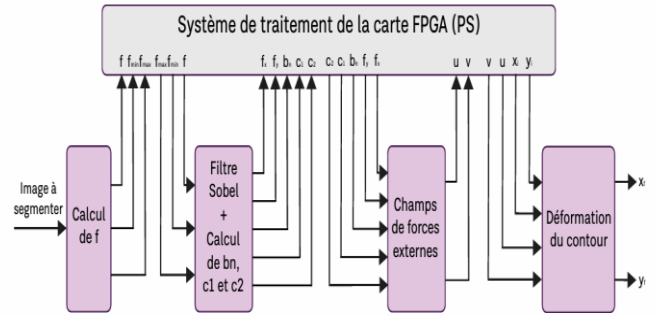 Système de traitement de la carte FPGA (PS)
f fmin fmax fmax fmin f fx fy bn c1 c2 c2 c1 bn fy fx u v v u xi yi
Image à
segmenter
Calcul
de f
Filtre
Sobel
+
Calcul
de bn,
c1 et c2
Champs
de forces
externes
Déformation
du contour
xf
yf